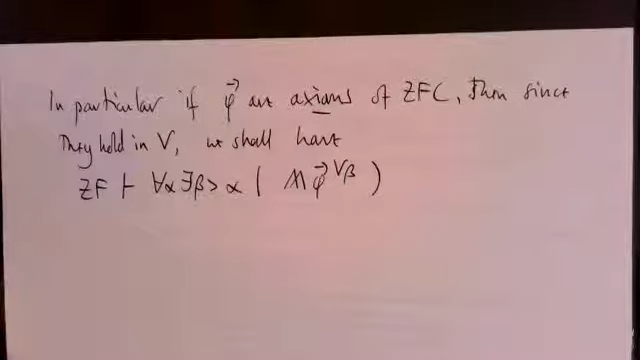 In particular if φ⃗ are axioms of ZFC, then since
they hold in V, we shall have
ZF ⊢ ∀α∃β>α ( ⋀φ⃗^Vβ )